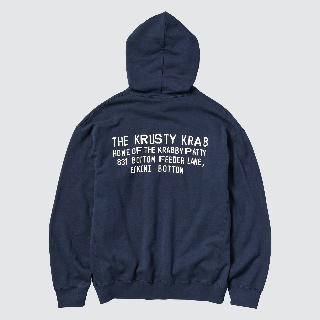 THE KRUSTY KRAB
HOME OF THE KRABBY PATTY
831 BOTTOM FEEDER LANE,
BIKINI BOTTOM